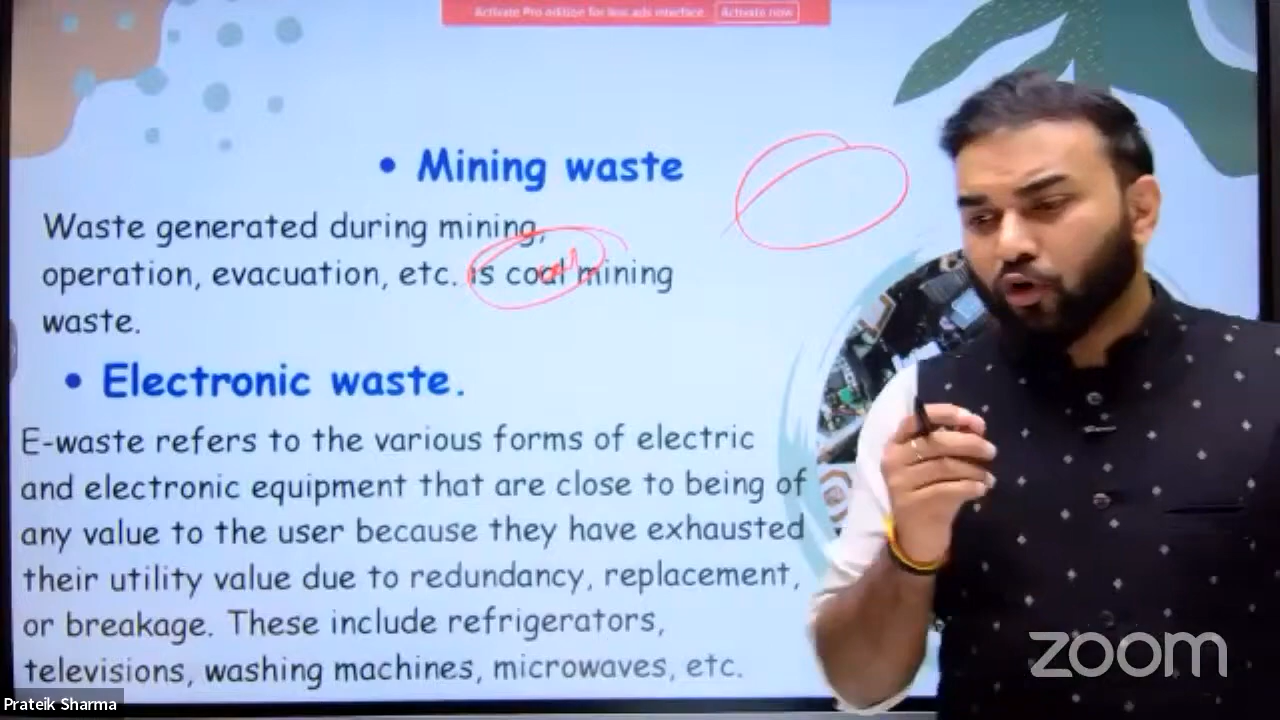 Activate Pro edition for less ads interface Activate now
• Mining waste
Waste generated during mining,
operation, evacuation, etc. is coal mining
waste.
• Electronic waste.
E-waste refers to the various forms of electric
and electronic equipment that are close to being of
any value to the user because they have exhausted
their utility value due to redundancy, replacement,
or breakage. These include refrigerators,
televisions, washing machines, microwaves, etc.
zoom
Prateik Sharma